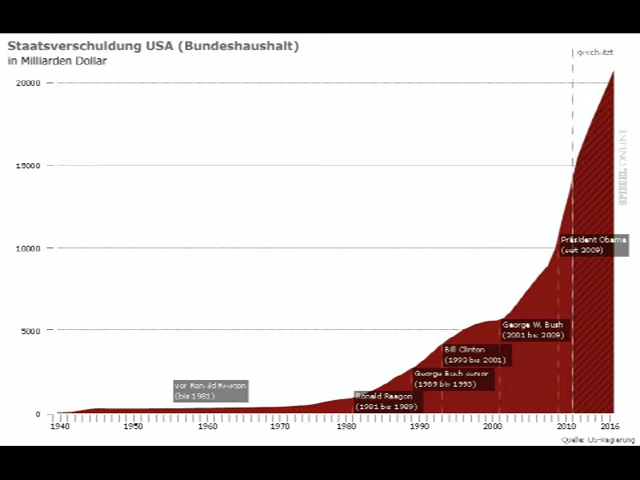 Staatsverschuldung USA (Bundeshaushalt)
in Milliarden Dollar
geschätzt
20000
15000
10000
5000
0
SPIEGEL ONLINE
Präsident Obama
(seit 2009)
George W. Bush
(2001 bis 2009)
Bill Clinton
(1993 bis 2001)
George Bush senior
(1989 bis 1993)
vor Ronald Reagan
(bis 1981)
Ronald Reagan
(1981 bis 1989)
1940
1950
1960
1970
1980
1990
2000
2010
2016
Quelle: US-Regierung